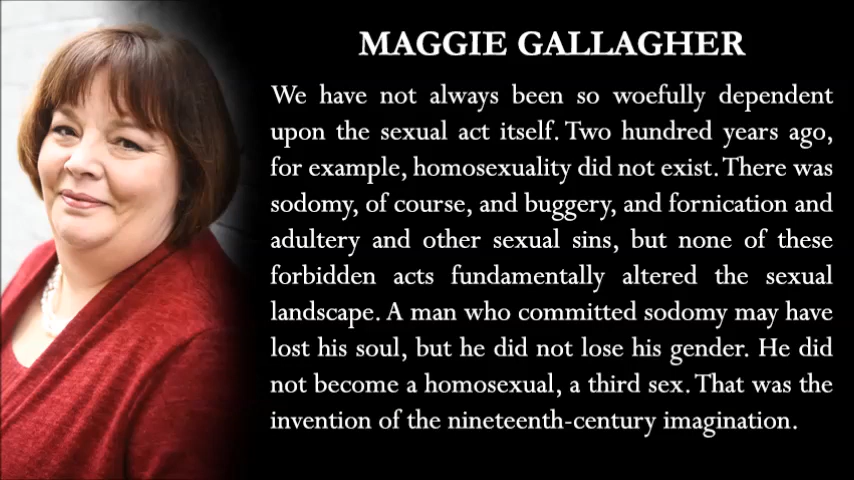 MAGGIE GALLAGHER
We have not always been so woefully dependent
upon the sexual act itself. Two hundred years ago,
for example, homosexuality did not exist. There was
sodomy, of course, and buggery, and fornication and
adultery and other sexual sins, but none of these
forbidden acts fundamentally altered the sexual
landscape. A man who committed sodomy may have
lost his soul, but he did not lose his gender. He did
not become a homosexual, a third sex. That was the
invention of the nineteenth-century imagination.